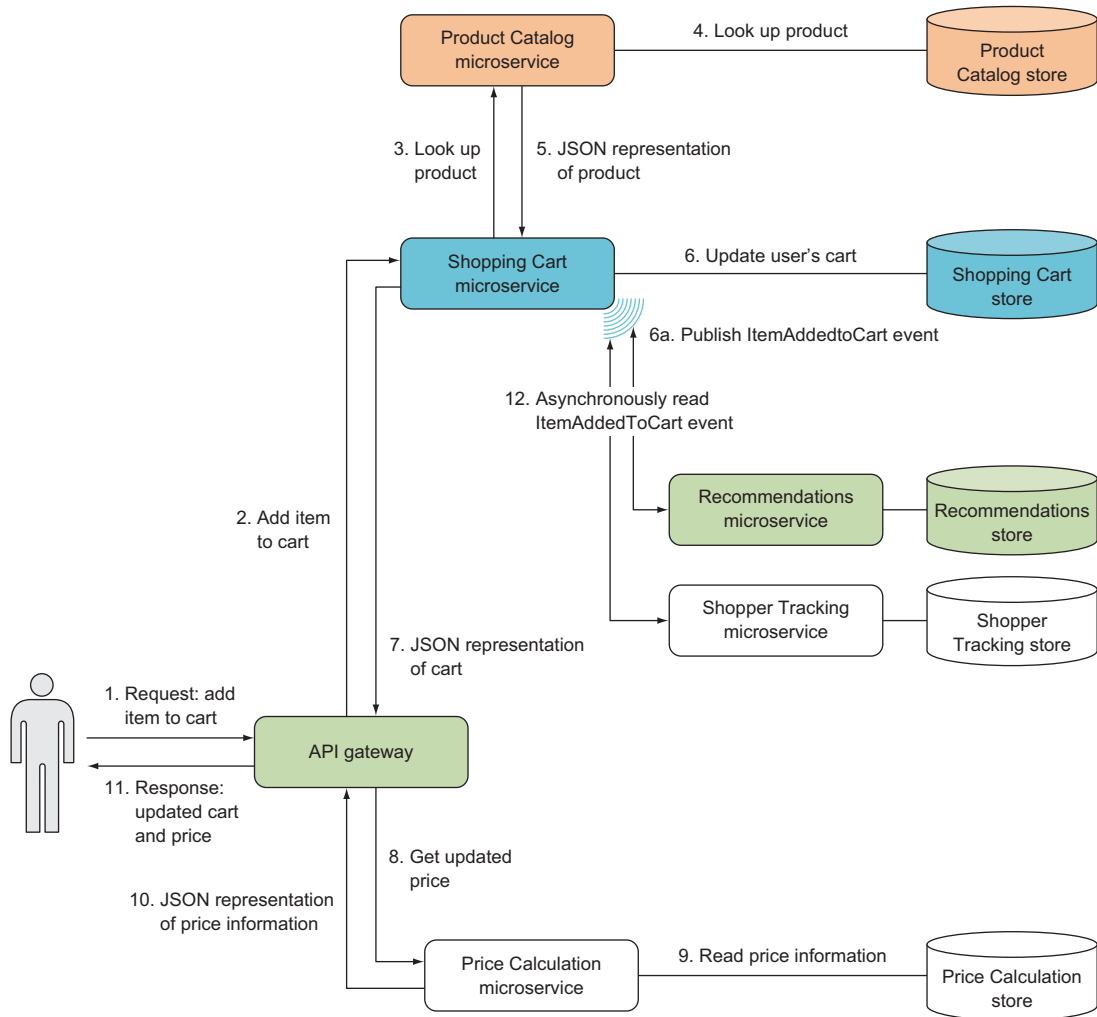 Product Catalog
microservice
4. Look up product
Product
Catalog store
3. Look up
product
5. JSON representation
of product
Shopping Cart
microservice
6. Update user’s cart
Shopping Cart
store
6a. Publish ItemAddedtoCart event
12. Asynchronously read
ItemAddedToCart event
Recommendations
microservice
Recommendations
store
2. Add item
to cart
Shopper Tracking
microservice
Shopper
Tracking store
7. JSON representation
of cart
1. Request: add
item to cart
API gateway
11. Response:
updated cart
and price
8. Get updated
price
10. JSON representation
of price information
Price Calculation
microservice
9. Read price information
Price Calculation
store